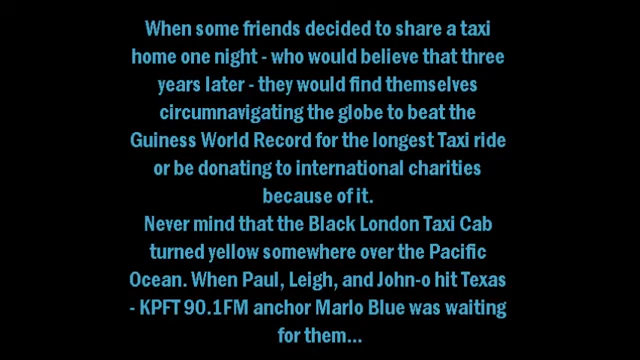 When some friends decided to share a taxi
home one night - who would believe that three
years later - they would find themselves
circumnavigating the globe to beat the
Guiness World Record for the longest Taxi ride
or be donating to international charities
because of it.
Never mind that the Black London Taxi Cab
turned yellow somewhere over the Pacific
Ocean. When Paul, Leigh, and John-o hit Texas
- KPFT 90.1FM anchor Marlo Blue was waiting
for them...